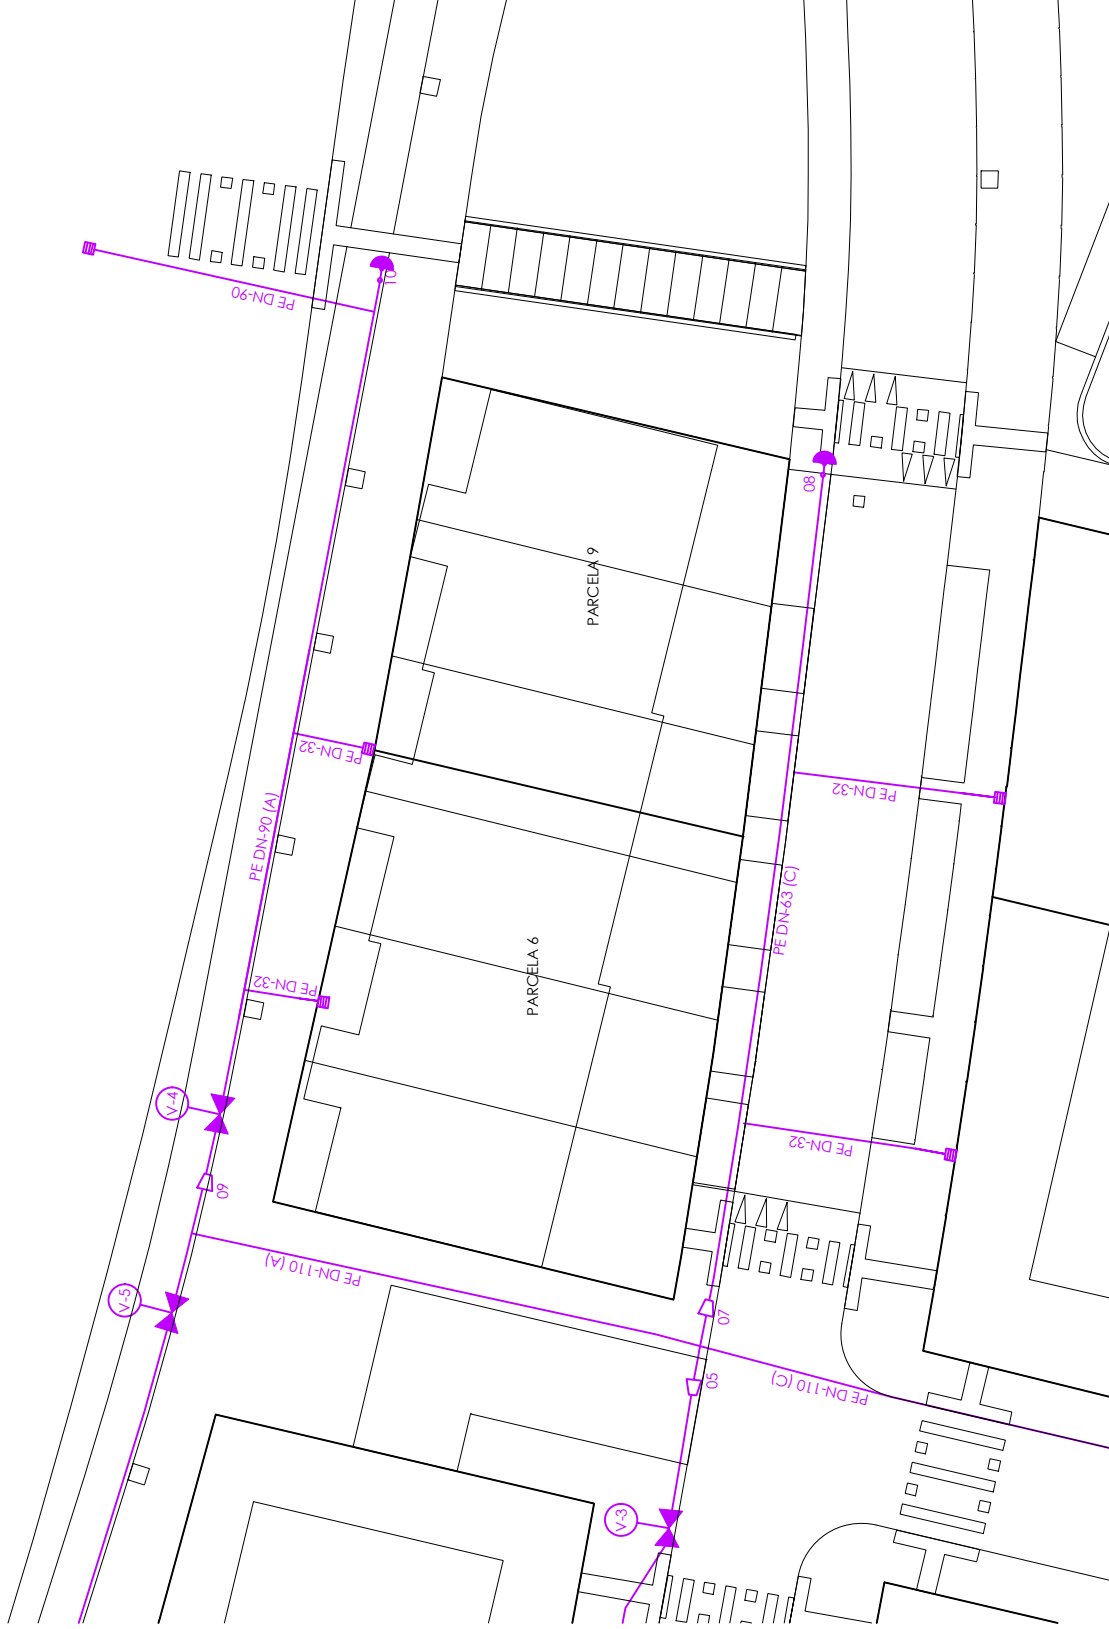 PE DN-90
10
08
PARCELA 9
PE DN-32
PE DN-32
PE DN-90 (A)
PE DN-63 (C)
PARCELA 6
PE DN-32
V-4
PE DN-32
09
PE DN-110 (A)
V-5
07
05
PE DN-110 (C)
V-3